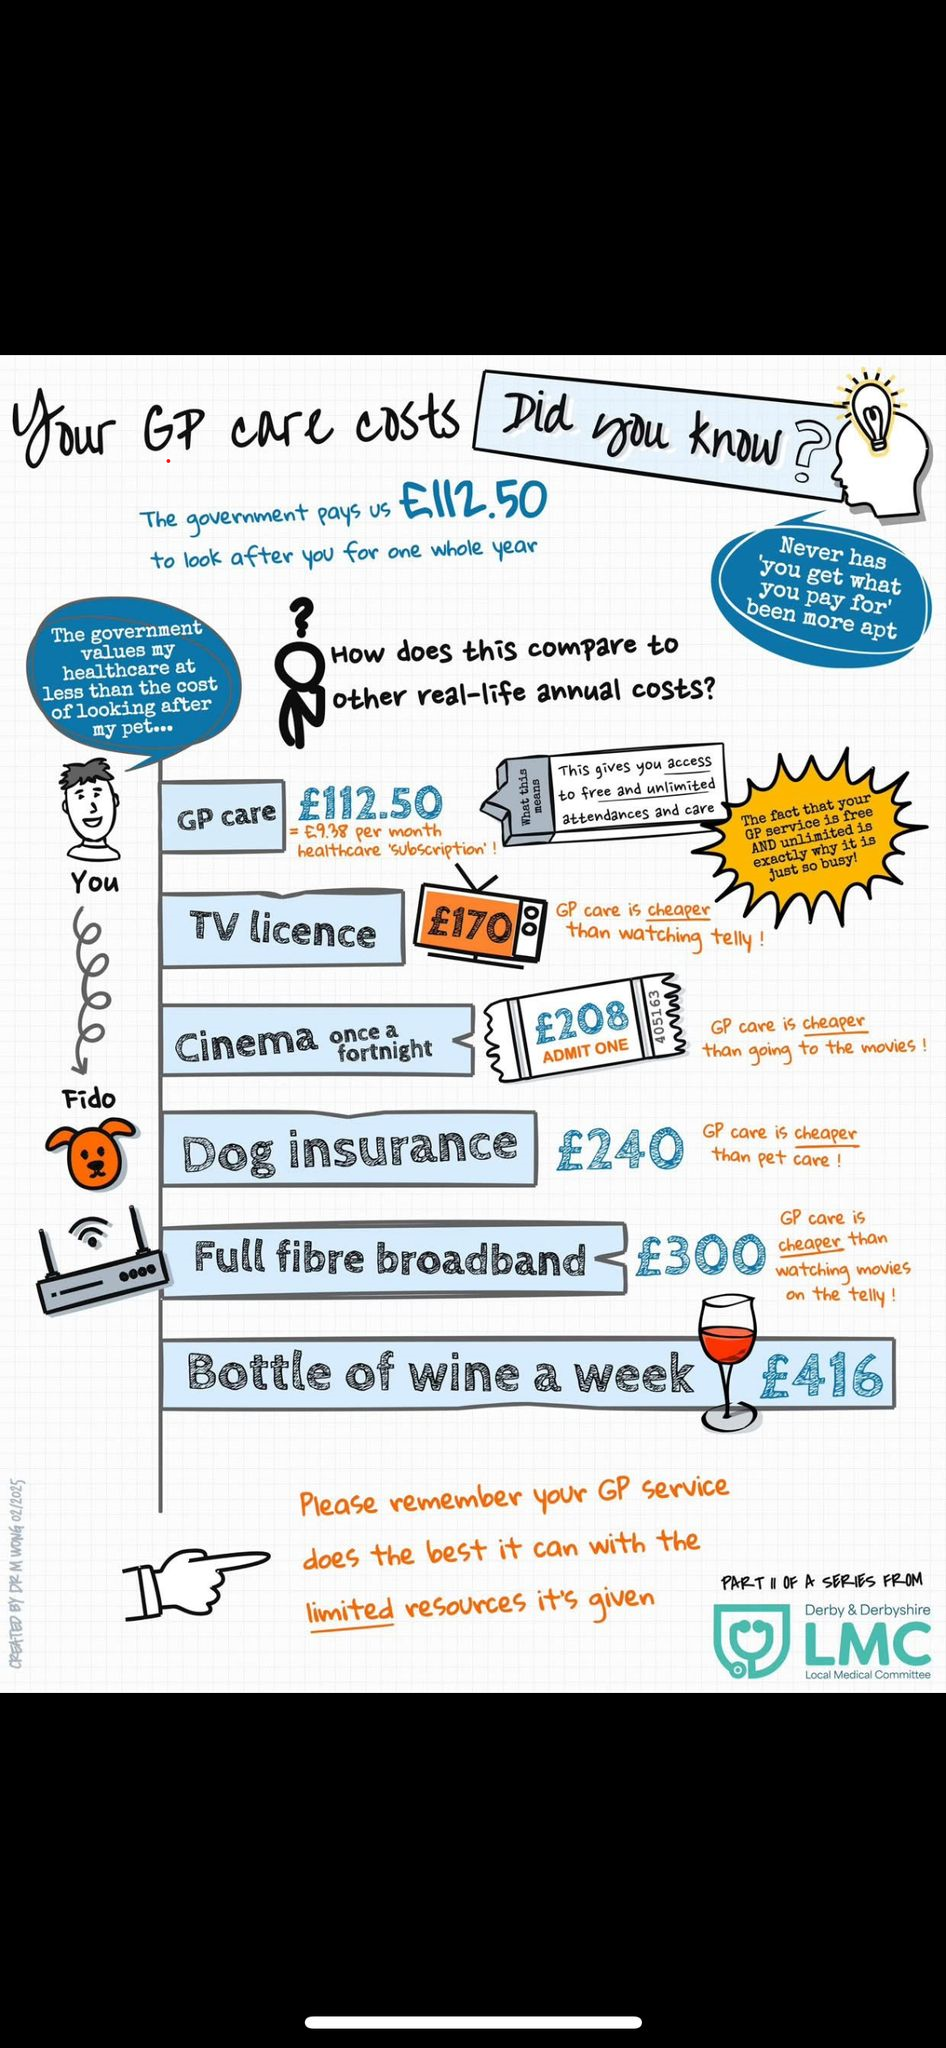 Your GP care costs
Did you know?
The government pays us £112.50
to look after you for one whole year
Never has
'you get what
you pay for'
been more apt
The government
values my
healthcare at
less than the cost
of looking after
my pet...
?
How does this compare to
other real-life annual costs?
You
GP care
£112.50
= £9.38 per month
healthcare 'subscription' !
What this
means
This gives you access
to free and unlimited
attendances and care
The fact that your
GP service is free
AND unlimited is
exactly why it is
just so busy!
TV licence
£170
GP care is cheaper
than watching telly !
Cinema once a
fortnight
£208
ADMIT ONE
405163
GP care is cheaper
than going to the movies !
Fido
Dog insurance
£240
GP care is cheaper
than pet care !
Full fibre broadband
£300
GP care is
cheaper than
watching movies
on the telly !
Bottle of wine a week
£416
Please remember your GP service
does the best it can with the
limited resources it's given
CREATED BY DR M WONG 02/2025
PART 11 OF A SERIES FROM
Derby & Derbyshire
LMC
Local Medical Committee